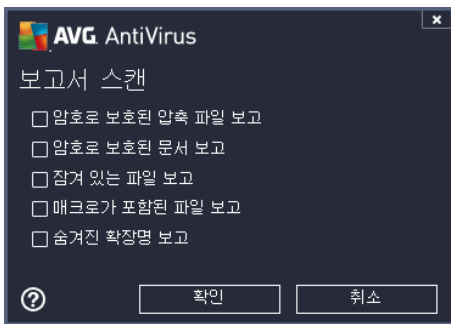 AVG AntiVirus
x
보고서 스캔
암호로 보호된 압축 파일 보고
암호로 보호된 문서 보고
잠겨 있는 파일 보고
매크로가 포함된 파일 보고
숨겨진 확장명 보고
? 확인 취소